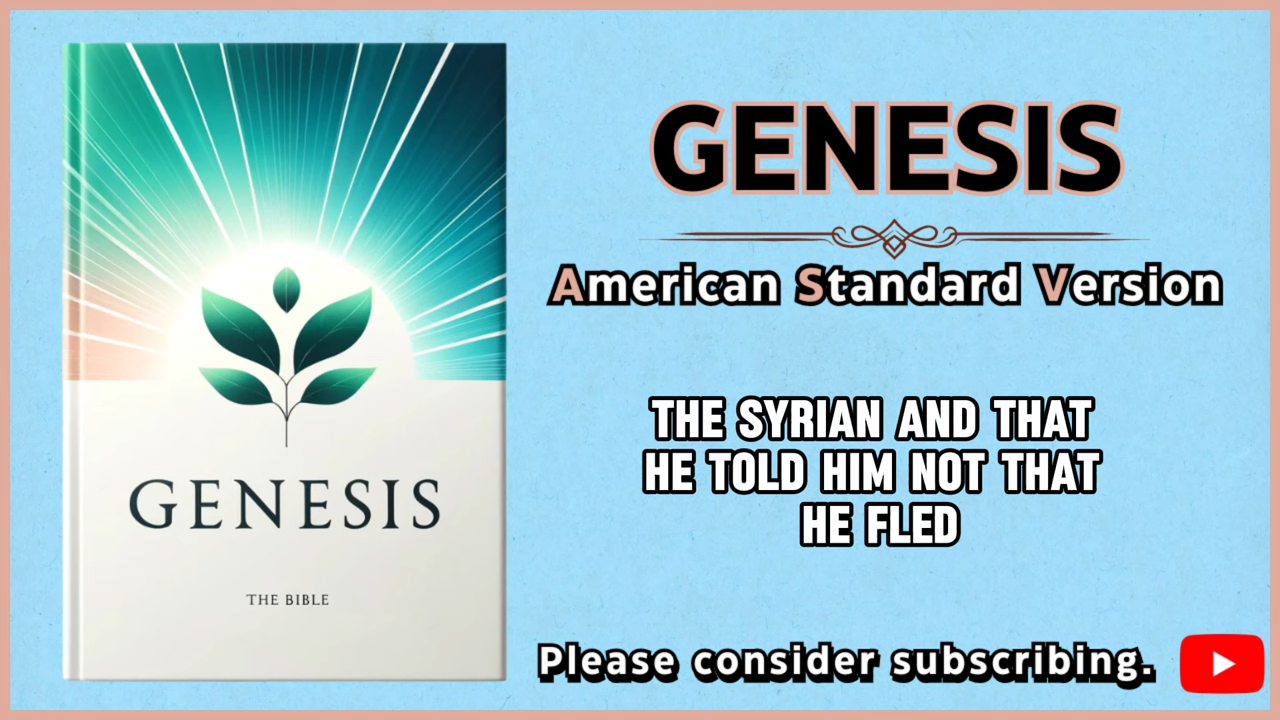 GENESIS
THE BIBLE
GENESIS
American Standard Version
THE SYRIAN AND THAT
HE TOLD HIM NOT THAT
HE FLED
Please consider subscribing.